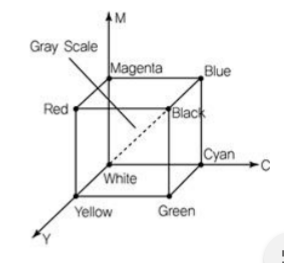 M
Gray Scale
Magenta
Blue
Red
Black
Cyan
C
White
Yellow
Green
Y